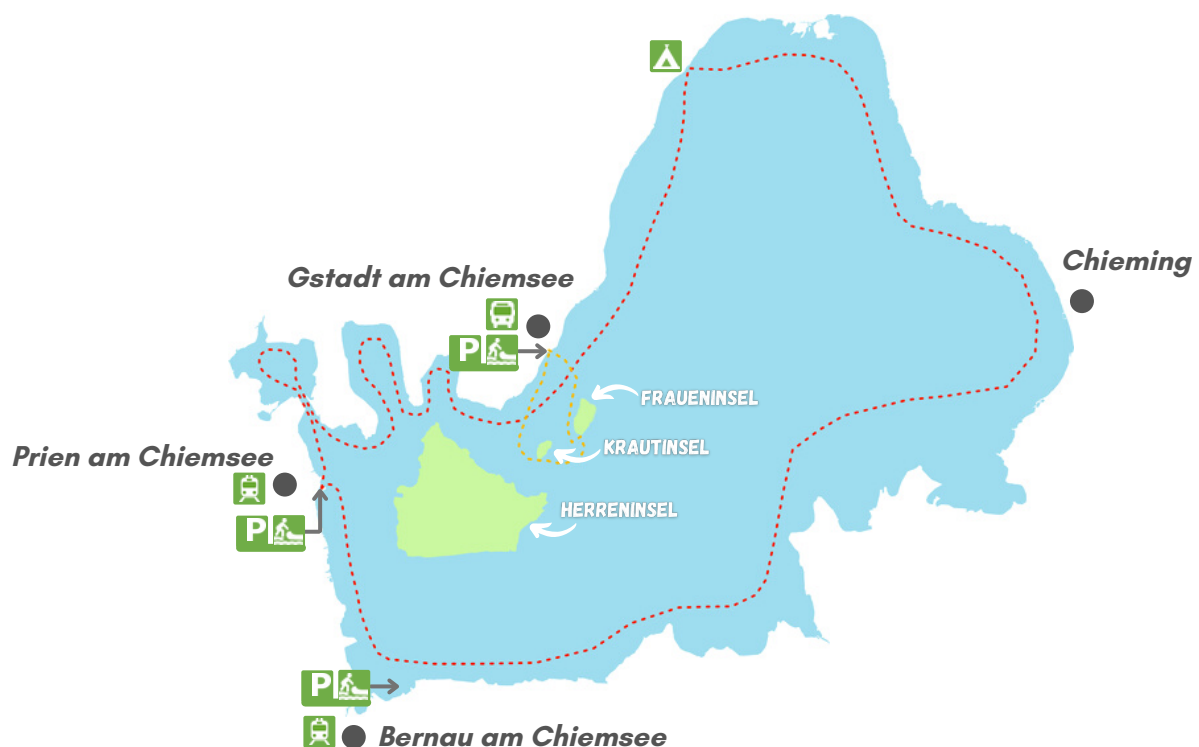 Gstadt am Chiemsee
Chieming
P
FRAUENINSEL
KRAUTINSEL
Prien am Chiemsee
HERRENINSEL
P
P
Bernau am Chiemsee